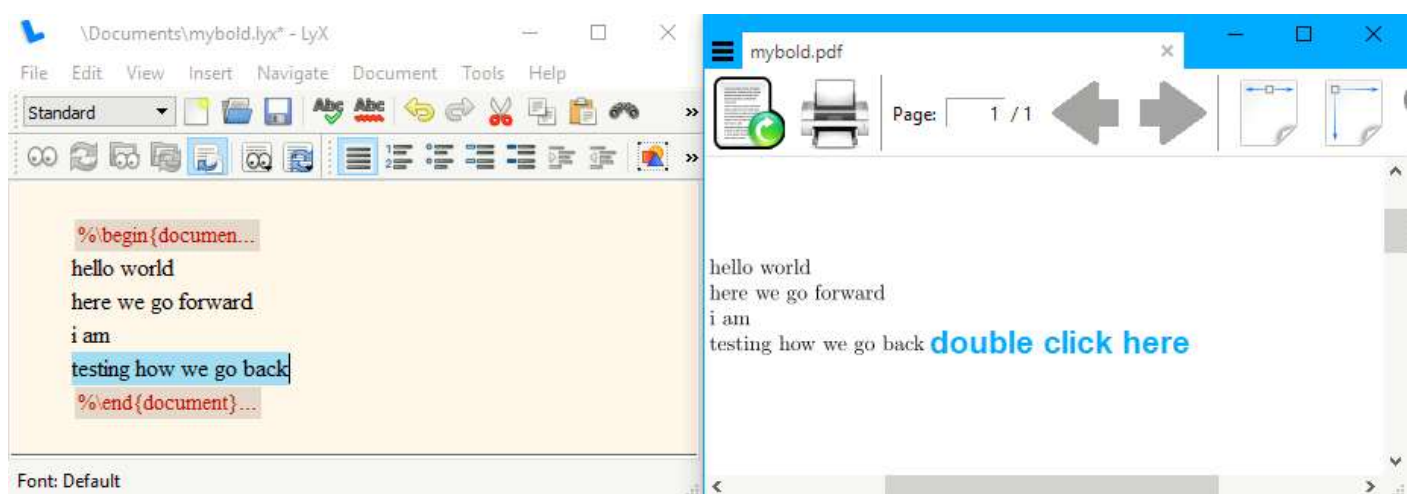 \Documents\mybold.lyx* - LyX
File Edit View Insert Navigate Document Tools Help
Standard
Abc Abc
%\begin{documen...
hello world
here we go forward
i am
testing how we go back
%\end{document}...
Font: Default
mybold.pdf
Page: 1 / 1
hello world
here we go forward
i am
testing how we go back double click here